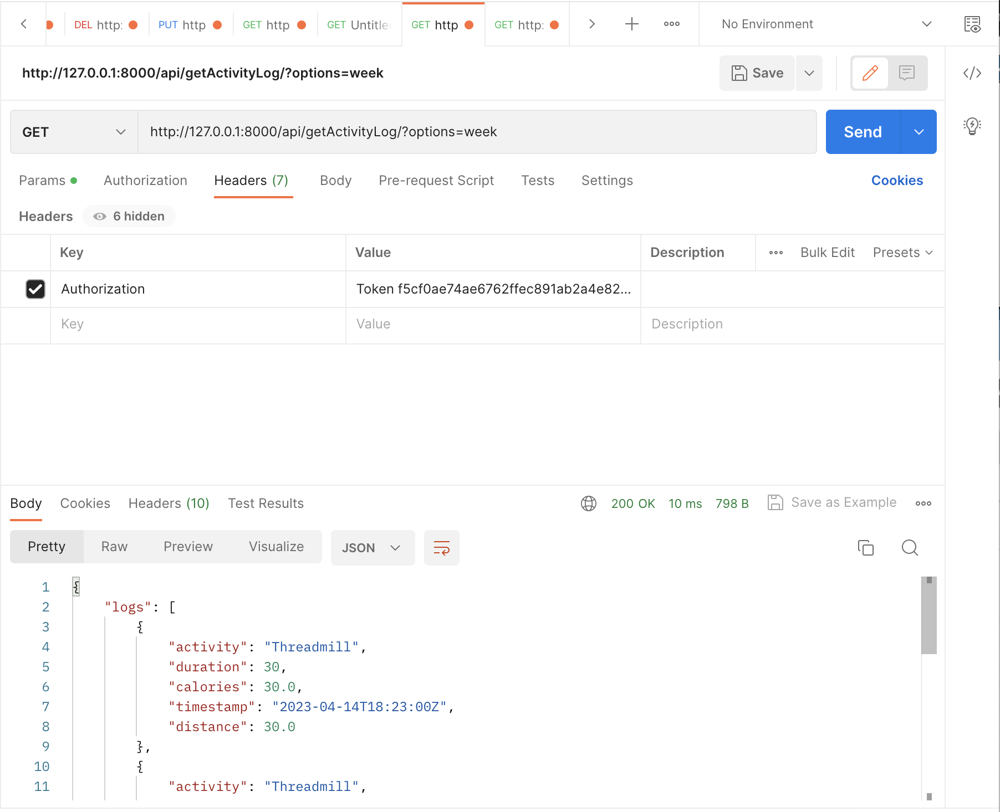 DEL http: PUT http GET http GET Untitle GET http GET http: No Environment
http://127.0.0.1:8000/api/getActivityLog/?options=week Save
GET http://127.0.0.1:8000/api/getActivityLog/?options=week Send
Params Authorization Headers (7) Body Pre-request Script Tests Settings Cookies
Headers 6 hidden
Key Value Description Bulk Edit Presets
Authorization Token f5cf0ae74ae6762ffec891ab2a4e82...
Key Value Description
Body Cookies Headers (10) Test Results 200 OK 10 ms 798 B Save as Example
Pretty Raw Preview Visualize JSON
1 {
2 "logs": [
3 {
4 "activity": "Threadmill",
5 "duration": 30,
6 "calories": 30.0,
7 "timestamp": "2023-04-14T18:23:00Z",
8 "distance": 30.0
9 },
10 {
11 "activity": "Threadmill",